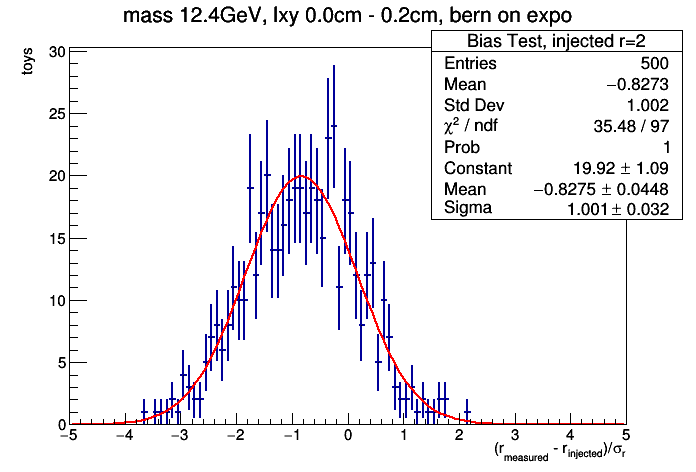 mass 12.4GeV, lxy 0.0cm - 0.2cm, bern on expo
Bias Test, injected r=2
Entries 500
Mean −0.8273
Std Dev 1.002
χ² / ndf 35.48 / 97
Prob 1
Constant 19.92 ± 1.09
Mean −0.8275 ± 0.0448
Sigma 1.001 ± 0.032
toys
30
25
20
15
10
5
0
−5 −4 −3 −2 −1 0 1 2 3 4 5
(r_measured - r_injected)/σ_r